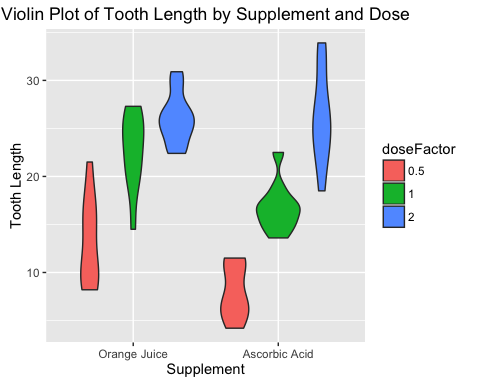 Violin Plot of Tooth Length by Supplement and Dose
30
20
10
Tooth Length
Orange Juice
Ascorbic Acid
Supplement
doseFactor
0.5
1
2